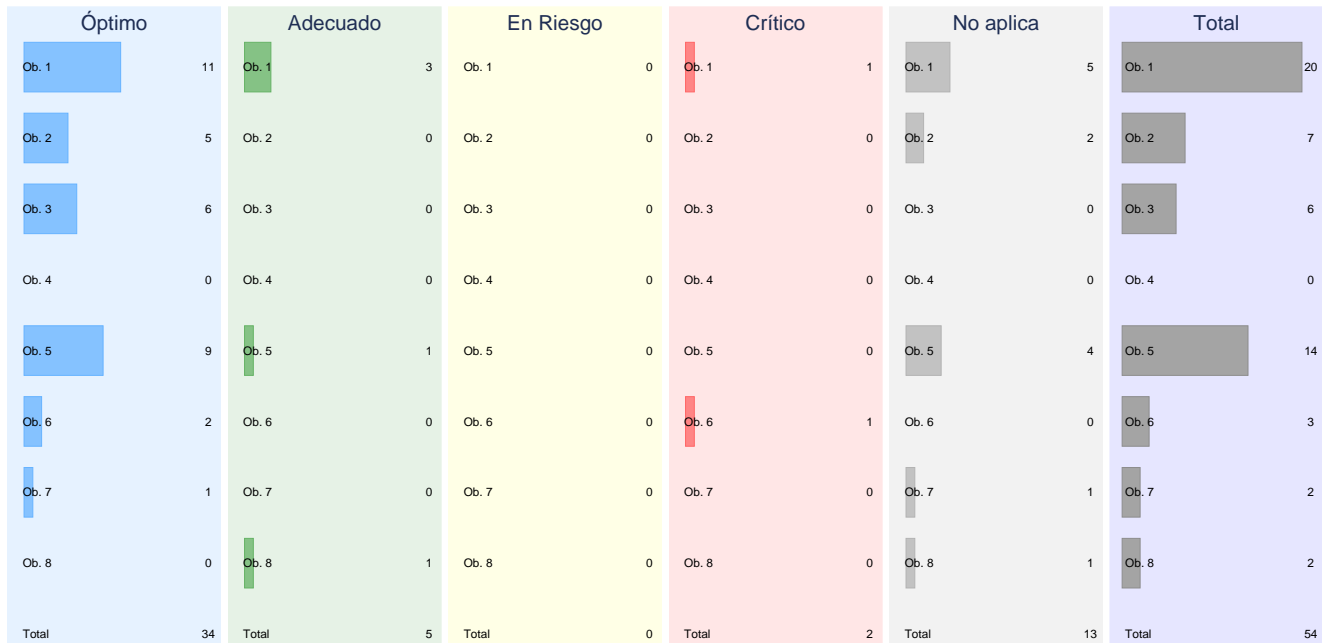 Óptimo Adecuado En Riesgo Crítico No aplica Total
Ob. 1 11 Ob. 1 3 Ob. 1 0 Ob. 1 1 Ob. 1 5 Ob. 1 20
Ob. 2 5 Ob. 2 0 Ob. 2 0 Ob. 2 0 Ob. 2 2 Ob. 2 7
Ob. 3 6 Ob. 3 0 Ob. 3 0 Ob. 3 0 Ob. 3 0 Ob. 3 6
Ob. 4 0 Ob. 4 0 Ob. 4 0 Ob. 4 0 Ob. 4 0 Ob. 4 0
Ob. 5 9 Ob. 5 1 Ob. 5 0 Ob. 5 0 Ob. 5 4 Ob. 5 14
Ob. 6 2 Ob. 6 0 Ob. 6 0 Ob. 6 1 Ob. 6 0 Ob. 6 3
Ob. 7 1 Ob. 7 0 Ob. 7 0 Ob. 7 0 Ob. 7 1 Ob. 7 2
Ob. 8 0 Ob. 8 1 Ob. 8 0 Ob. 8 0 Ob. 8 1 Ob. 8 2
Total 34 Total 5 Total 0 Total 2 Total 13 Total 54